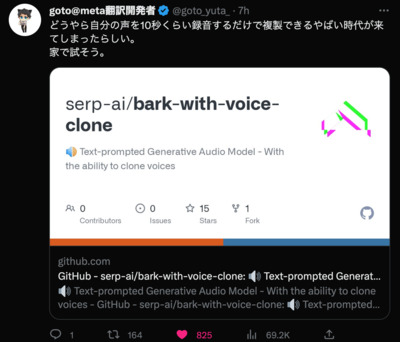 goto@meta翻訳開発者 @goto_yuta_ · 7h
どうやら自分の声を10秒くらい録音するだけで複製できるやばい時代が来
てしまったらしい。
家で試そう。
serp-ai/bark-with-voice-
clone
🔊 Text-prompted Generative Audio Model - With
the ability to clone voices
0 0 15 1
Contributors Issues Stars Fork
github.com
GitHub - serp-ai/bark-with-voice-clone: 🔊 Text-prompted Generat...
🔊 Text-prompted Generative Audio Model - With the ability to clone
voices - GitHub - serp-ai/bark-with-voice-clone: 🔊 Text-prompted...
1 164 825 69.2K